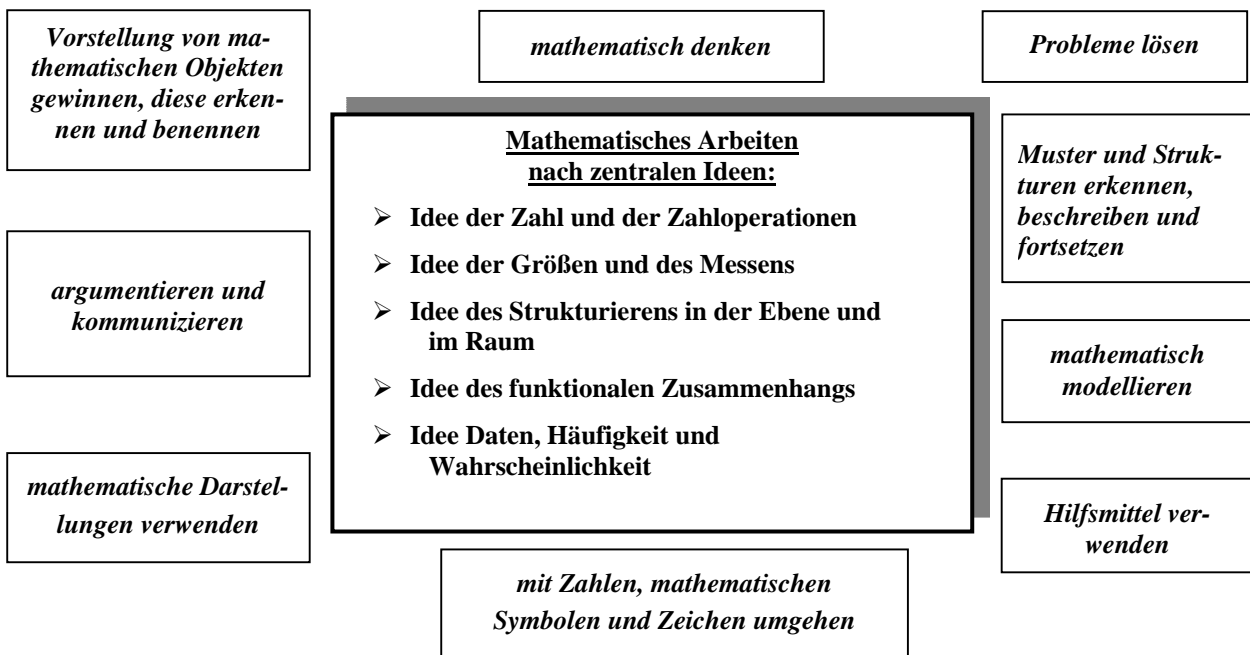 Vorstellung von ma-
thematischen Objekten
gewinnen, diese erken-
nen und benennen
mathematisch denken
Probleme lösen
Mathematisches Arbeiten
nach zentralen Ideen:
➢ Idee der Zahl und der Zahloperationen
➢ Idee der Größen und des Messens
➢ Idee des Strukturierens in der Ebene und
im Raum
➢ Idee des funktionalen Zusammenhangs
➢ Idee Daten, Häufigkeit und
Wahrscheinlichkeit
Muster und Struk-
turen erkennen,
beschreiben und
fortsetzen
argumentieren und
kommunizieren
mathematisch
modellieren
mathematische Darstel-
lungen verwenden
Hilfsmittel ver-
wenden
mit Zahlen, mathematischen
Symbolen und Zeichen umgehen